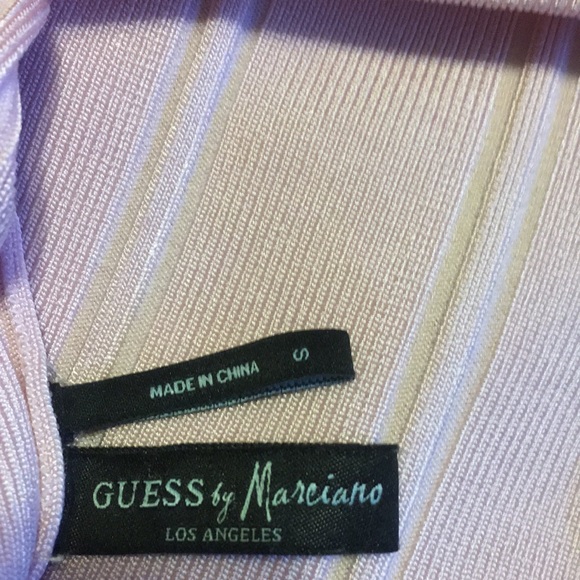 MADE IN CHINA S
GUESS by Marciano
LOS ANGELES